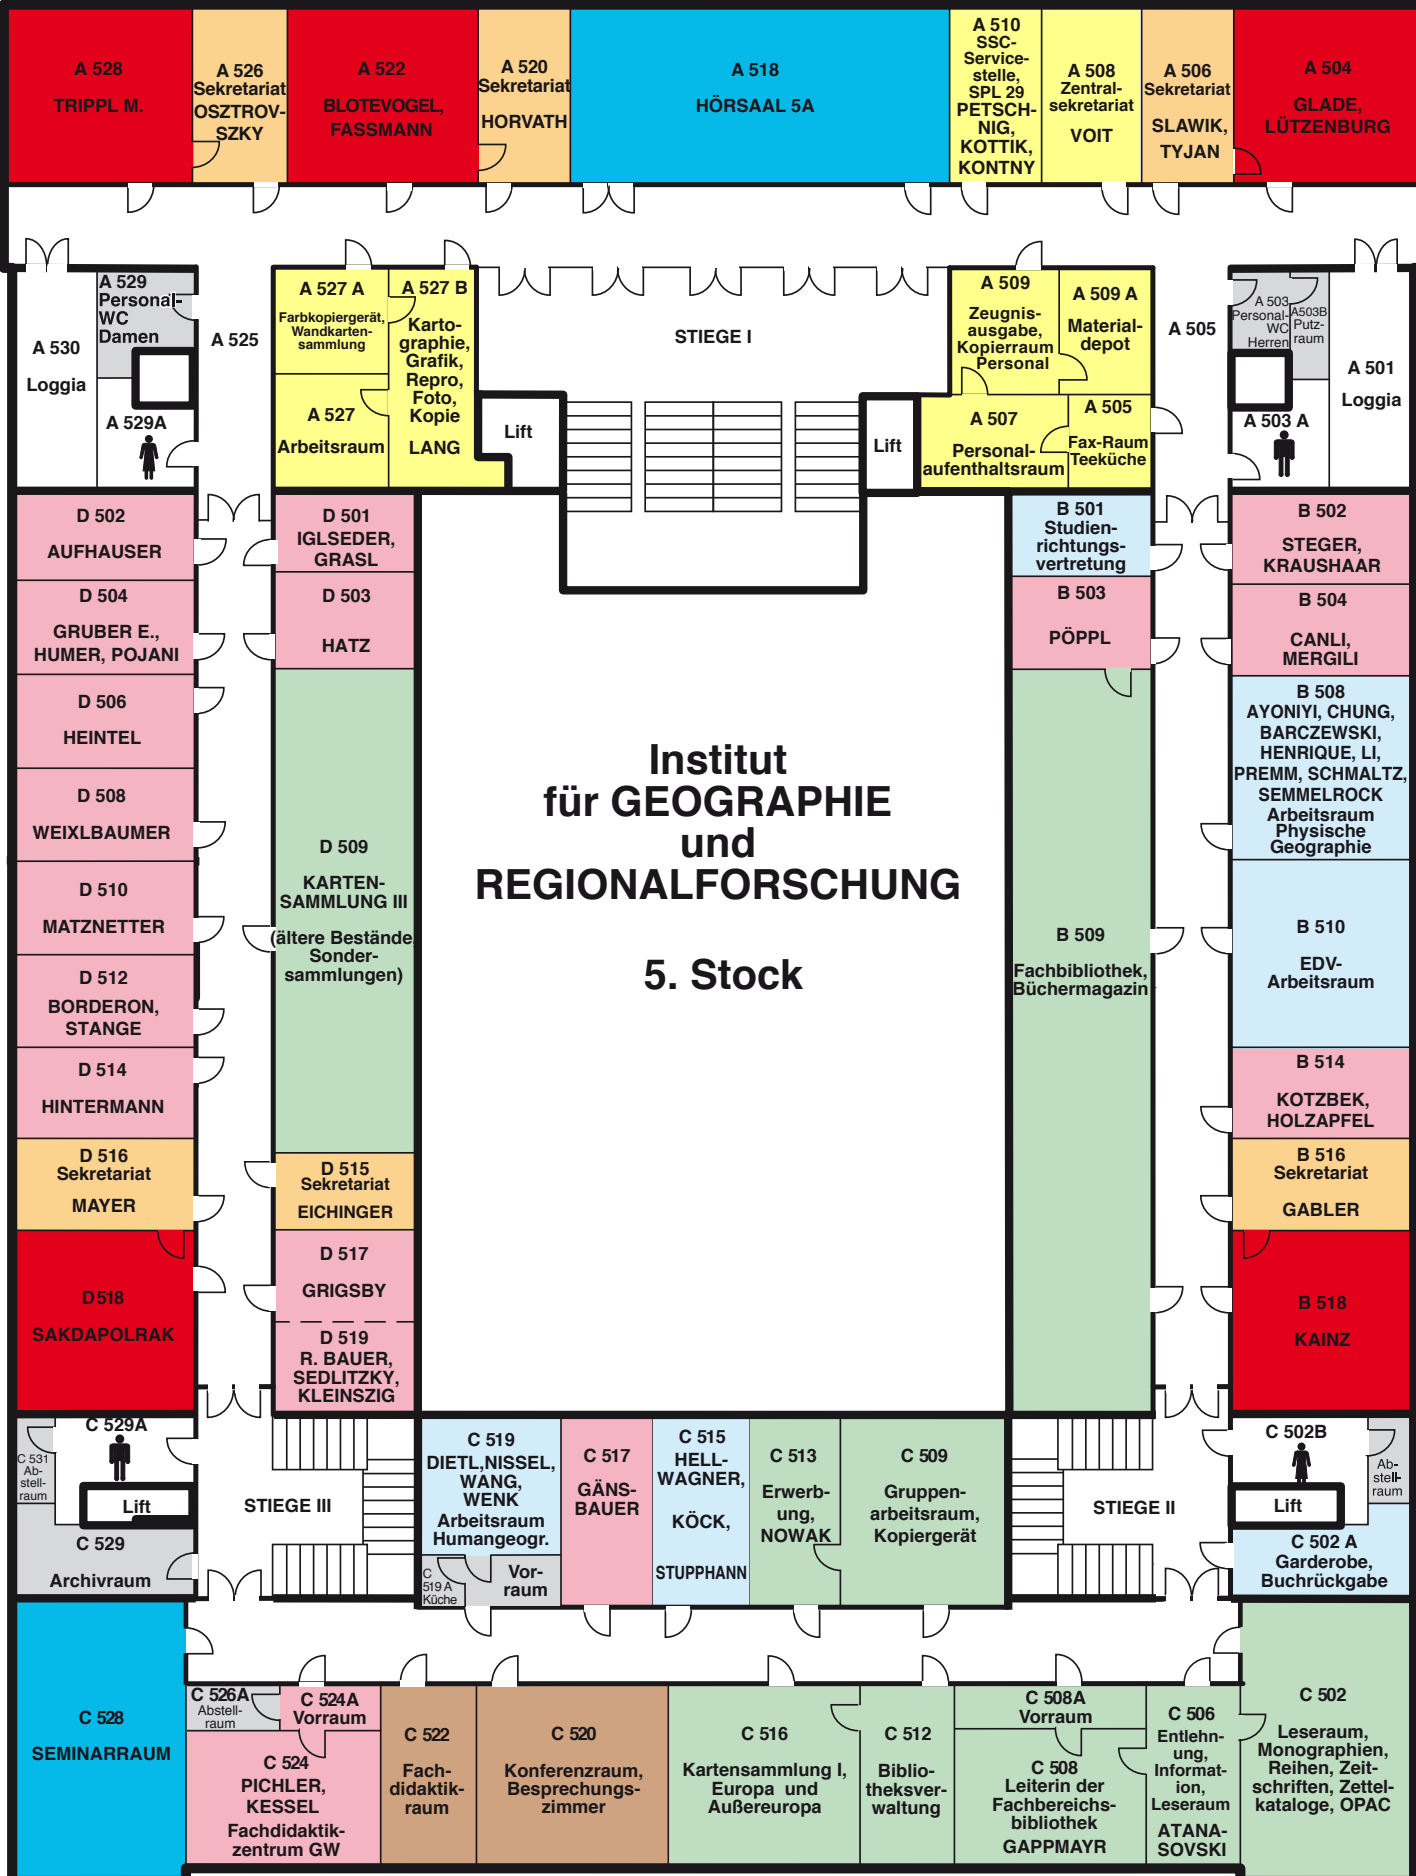 A 528
TRIPPL M.
A 526
Sekretariat
OSZTROV-
SZKY
A 522
BLOTEVOGEL,
FASSMANN
A 520
Sekretariat
HORVATH
A 518
HÖRSAAL 5A
A 510
SSC-
Service-
stelle,
SPL 29
PETSCH-
NIG,
KOTTIK,
KONTNY
A 508
Zentral-
sekretariat
VOIT
A 506
Sekretariat
SLAWIK,
TYJAN
A 504
GLADE,
LÜTZENBURG
A 530
Loggia
A 529
Personal-
WC
Damen
A 529A
A 525
A 527 A
Farbkopiergerät,
Wandkarten-
sammlung
A 527
Arbeitsraum
A 527 B
Karto-
graphie,
Grafik,
Repro,
Foto,
Kopie
LANG
STIEGE I
Lift
Lift
A 509
Zeugnis-
ausgabe,
Kopierraum
Personal
A 509 A
Material-
depot
A 507
Personal-
aufenthaltsraum
A 505
Fax-Raum
Teeküche
A 505
A 503
Personal-
WC
Herren
A503B
Putz-
raum
A 503 A
A 501
Loggia
D 502
AUFHAUSER
D 504
GRUBER E.,
HUMER, POJANI
D 506
HEINTEL
D 508
WEIXLBAUMER
D 510
MATZNETTER
D 512
BORDERON,
STANGE
D 514
HINTERMANN
D 516
Sekretariat
MAYER
D 518
SAKDAPOLRAK
D 501
IGLSEDER,
GRASL
D 503
HATZ
D 509
KARTEN-
SAMMLUNG III
(ältere Bestände,
Sonder-
sammlungen)
D 515
Sekretariat
EICHINGER
D 517
GRIGSBY
D 519
R. BAUER,
SEDLITZKY,
KLEINSZIG
Institut
für GEOGRAPHIE
und
REGIONALFORSCHUNG
5. Stock
B 501
Studien-
richtungs-
vertretung
B 503
PÖPPL
B 509
Fachbibliothek,
Büchermagazin
B 502
STEGER,
KRAUSHAAR
B 504
CANLI,
MERGILI
B 508
AYONIYI, CHUNG,
BARCZEWSKI,
HENRIQUE, LI,
PREMM, SCHMALTZ,
SEMMELROCK
Arbeitsraum
Physische
Geographie
B 510
EDV-
Arbeitsraum
B 514
KOTZBEK,
HOLZAPFEL
B 516
Sekretariat
GABLER
B 518
KAINZ
C 529A
C 531
Ab-
stell-
raum
Lift
C 529
Archivraum
STIEGE III
C 519
DIETL,NISSEL,
WANG,
WENK
Arbeitsraum
Humangeogr.
C
519 A
Küche
Vor-
raum
C 517
GÄNS-
BAUER
C 515
HELL-
WAGNER,
KÖCK,
STUPPHANN
C 513
Erwerb-
ung,
NOWAK
C 509
Gruppen-
arbeitsraum,
Kopiergerät
STIEGE II
C 502B
Ab-
stell-
raum
Lift
C 502 A
Garderobe,
Buchrückgabe
C 528
SEMINARRAUM
C 526A
Abstell-
raum
C 524A
Vorraum
C 524
PICHLER,
KESSEL
Fachdidaktik-
zentrum GW
C 522
Fach-
didaktik-
raum
C 520
Konferenzraum,
Besprechungs-
zimmer
C 516
Kartensammlung I,
Europa und
Außereuropa
C 512
Biblio-
theksver-
waltung
C 508A
Vorraum
C 508
Leiterin der
Fachbereichs-
bibliothek
GAPPMAYR
C 506
Entlehn-
ung,
Informat-
ion,
Leseraum
ATANA-
SOVSKI
C 502
Leseraum,
Monographien,
Reihen, Zeit-
schriften, Zettel-
kataloge, OPAC